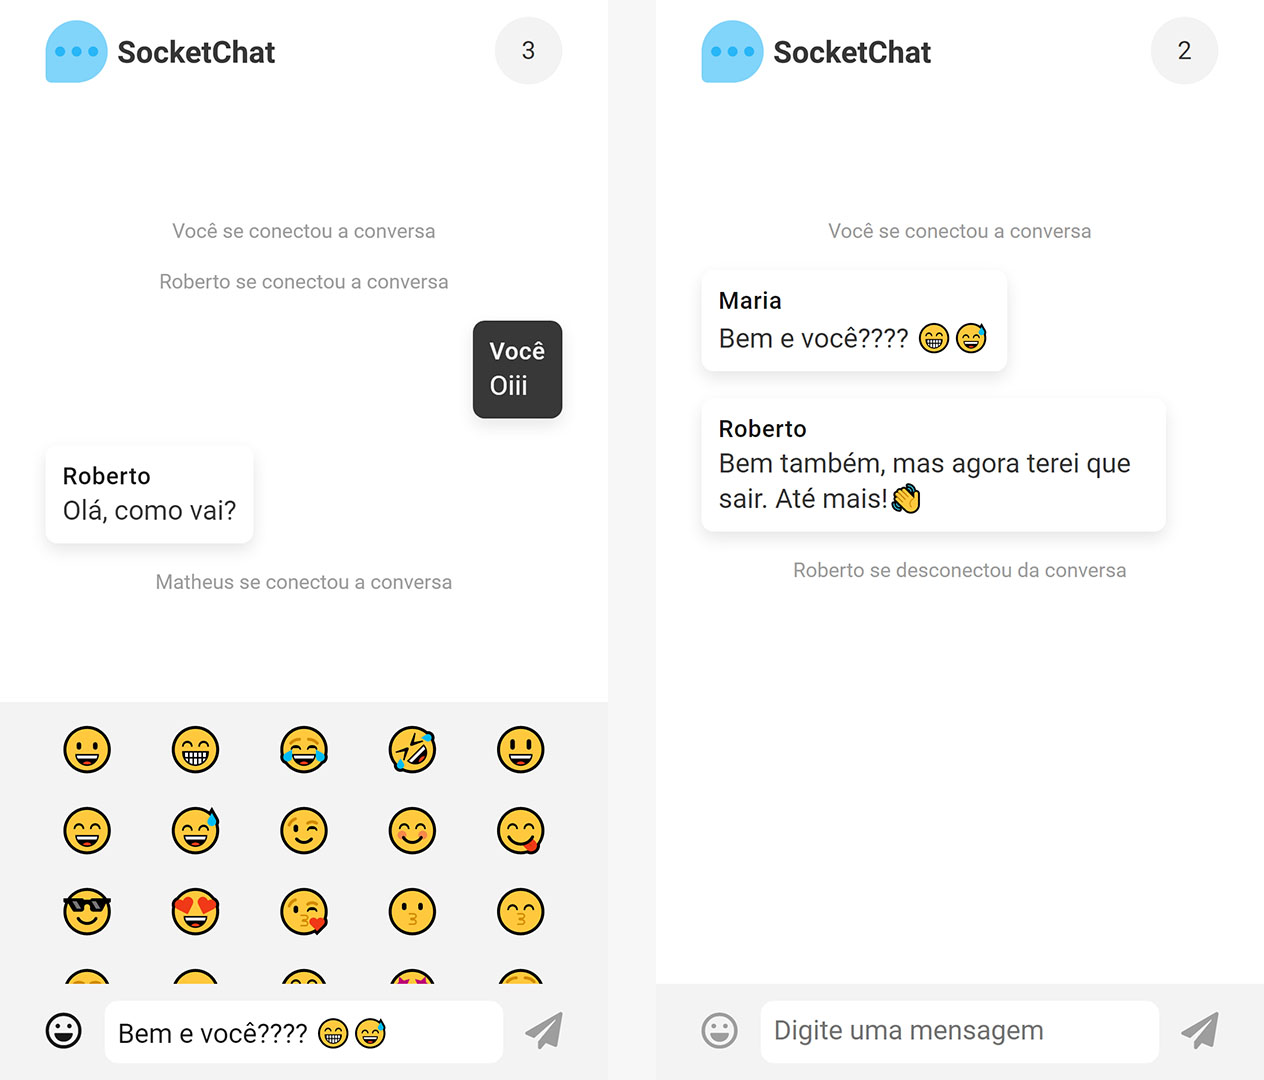 SocketChat
3
Você se conectou a conversa
Roberto se conectou a conversa
Você
Oiii
Roberto
Olá, como vai?
Matheus se conectou a conversa
Bem e você???? 😁😅
SocketChat
2
Você se conectou a conversa
Maria
Bem e você???? 😁😅
Roberto
Bem também, mas agora terei que
sair. Até mais!👏
Roberto se desconectou da conversa
Digite uma mensagem